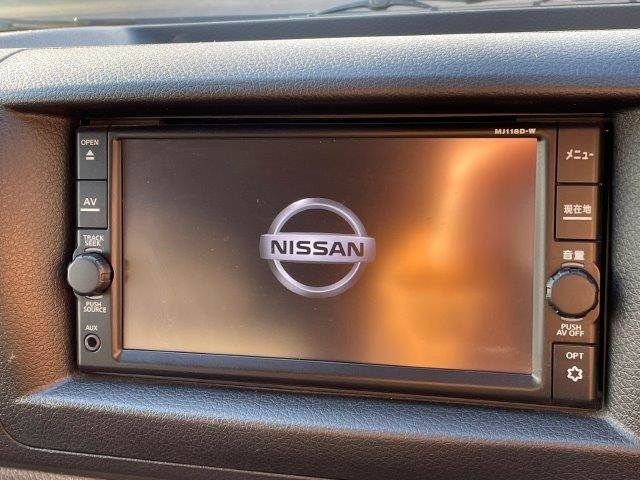 MJ116D-W
OPEN
AV
TRACK
SEEK
PUSH
SOURCE
AUX
NISSAN
メニュー
現在地
音量
PUSH
AV OFF
OPT